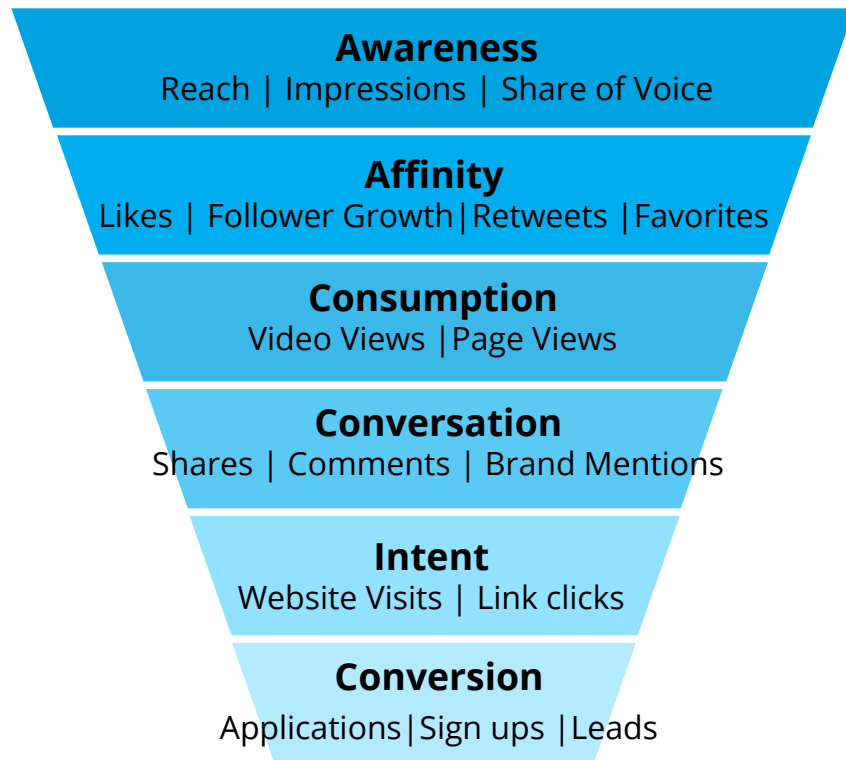 Awareness
Reach | Impressions | Share of Voice
Affinity
Likes | Follower Growth|Retweets |Favorites
Consumption
Video Views |Page Views
Conversation
Shares | Comments | Brand Mentions
Intent
Website Visits | Link clicks
Conversion
Applications|Sign ups |Leads